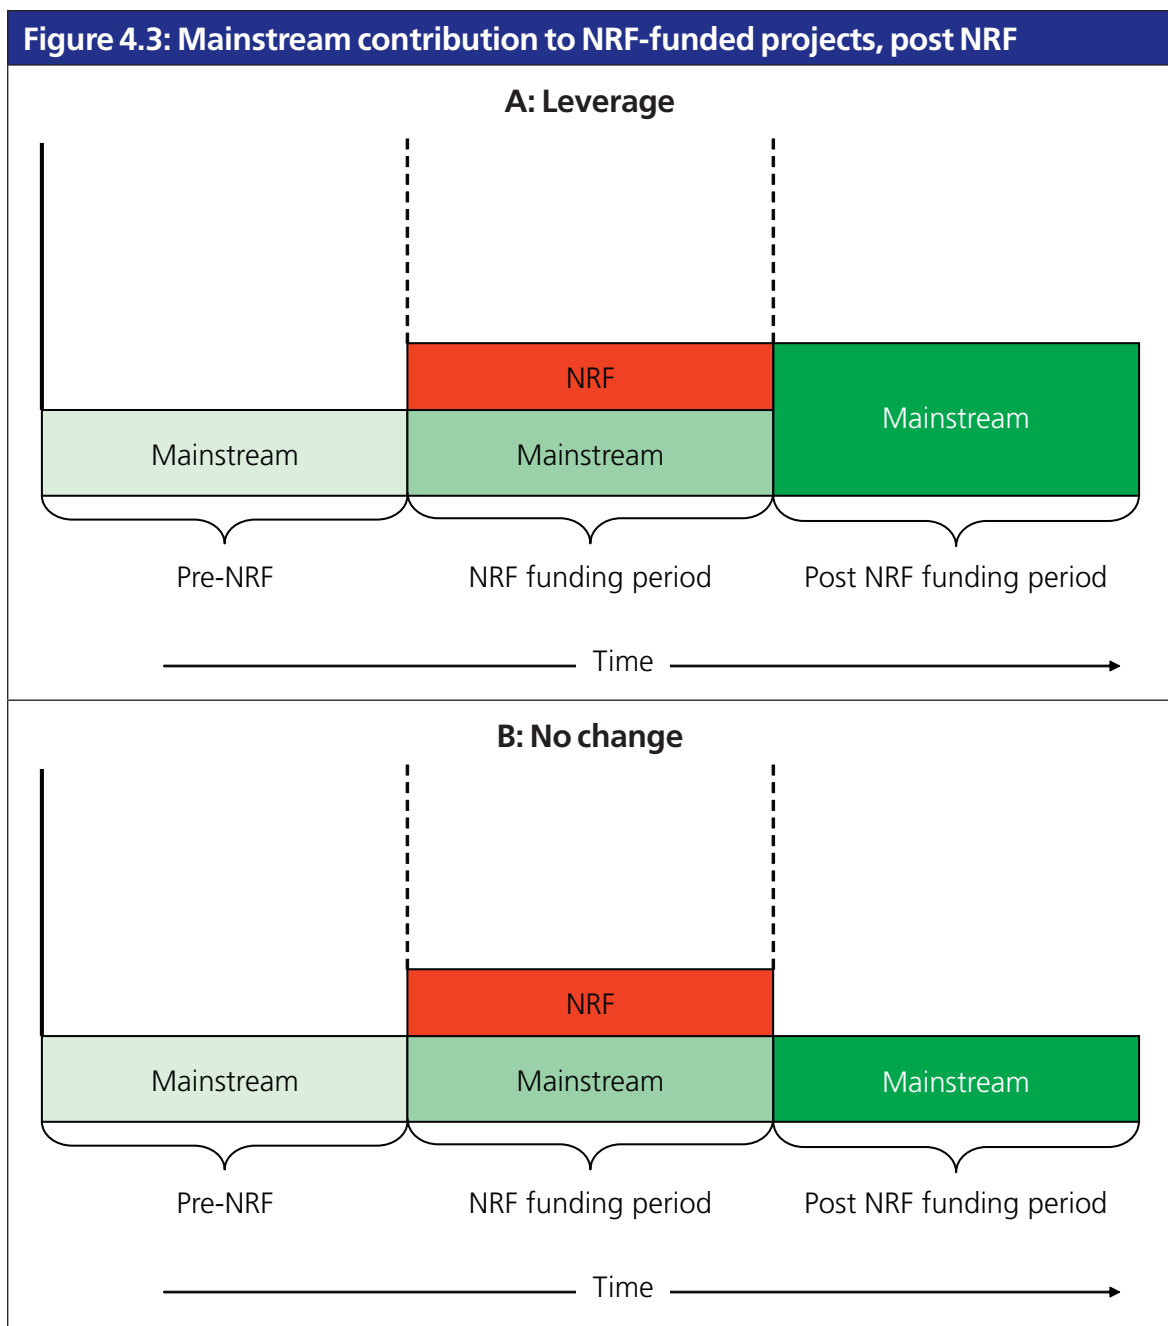 Figure 4.3: Mainstream contribution to NRF-funded projects, post NRF
A: Leverage
NRF
Mainstream
Mainstream
Mainstream
Pre-NRF
NRF funding period
Post NRF funding period
Time
B: No change
NRF
Mainstream
Mainstream
Mainstream
Pre-NRF
NRF funding period
Post NRF funding period
Time